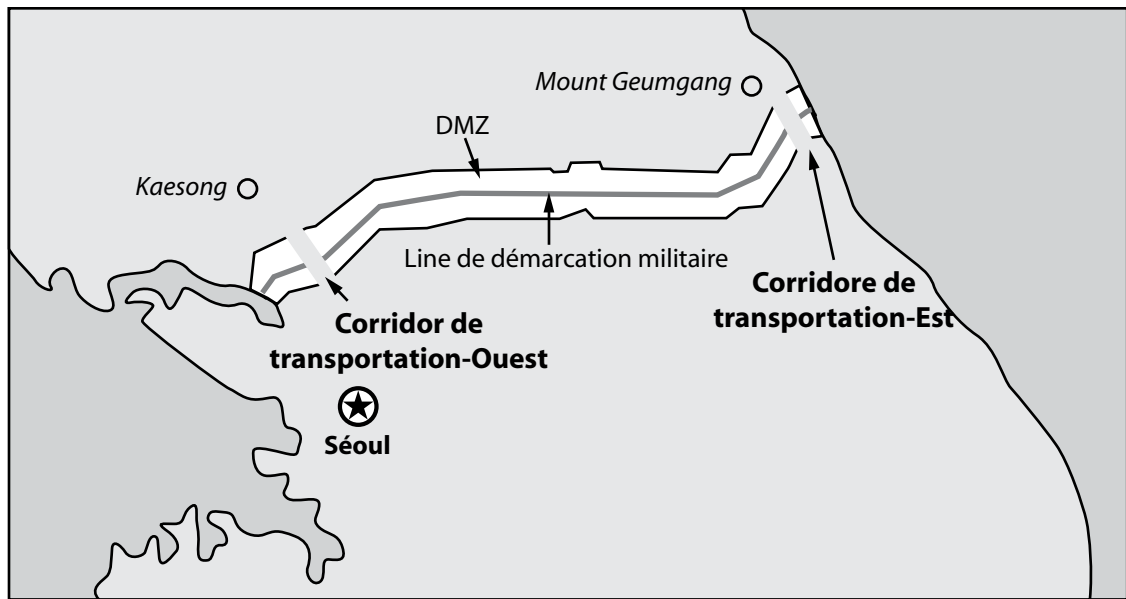 Mount Geumgang
DMZ
Kaesong
Line de démarcation militaire
Corridore de
transportation-Est
Corridor de
transportation-Ouest
Séoul